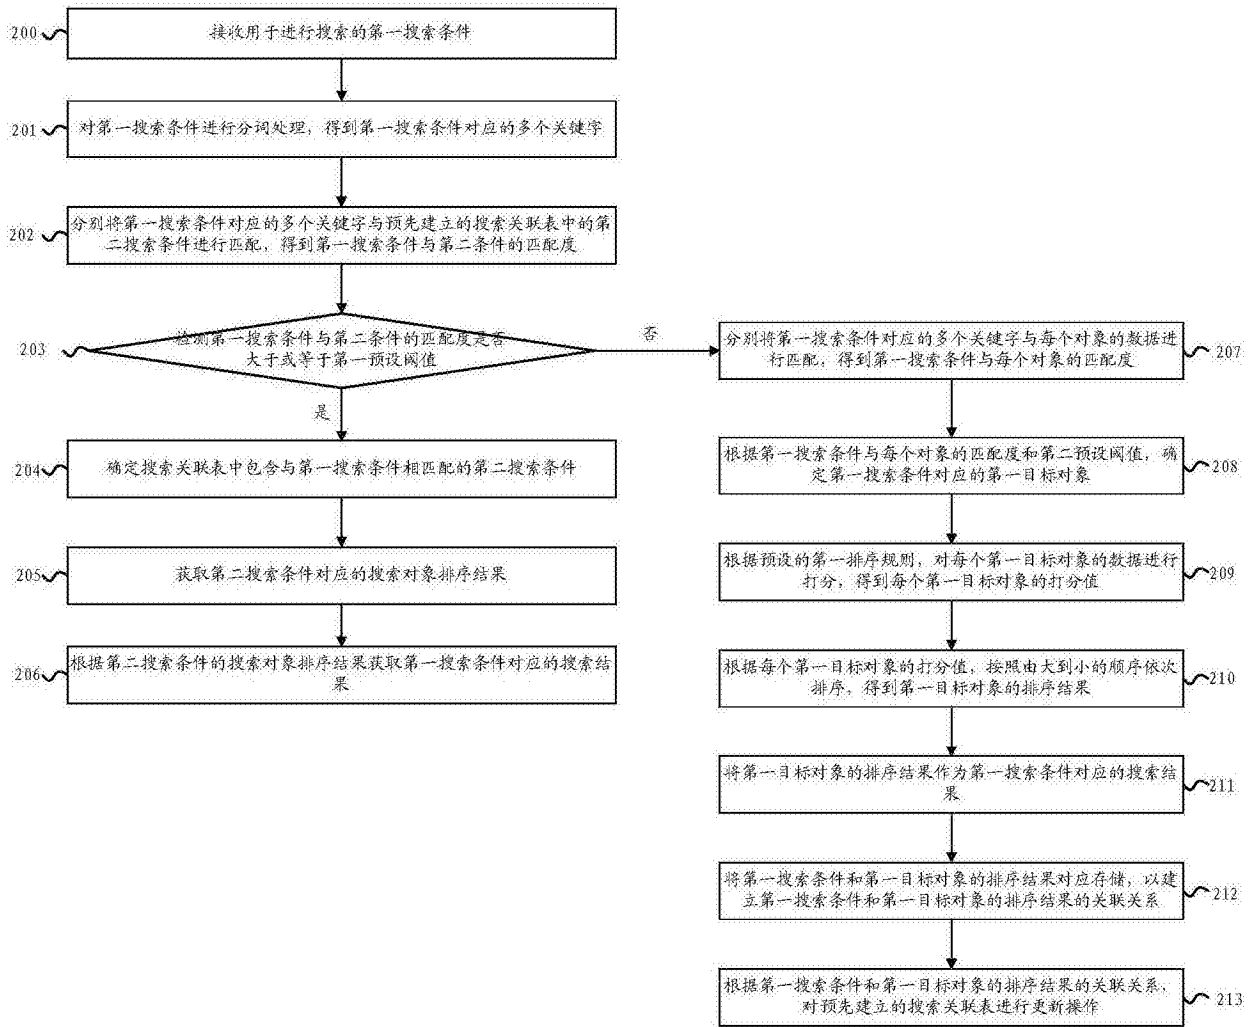 200
接收用于进行搜索的第一搜索条件
201
对第一搜索条件进行分词处理，得到第一搜索条件对应的多个关键字
202
分别将第一搜索条件对应的多个关键字与预先建立的搜索关联表中的第
二搜索条件进行匹配，得到第一搜索条件与第二条件的匹配度
203
检测第一搜索条件与第二条件的匹配度是否
大于或等于第一预设阈值
否
是
204
确定搜索关联表中包含与第一搜索条件相匹配的第二搜索条件
205
获取第二搜索条件对应的搜索对象排序结果
206
根据第二搜索条件的搜索对象排序结果获取第一搜索条件对应的搜索结
果
分别将第一搜索条件对应的多个关键字与每个对象的数据进
行匹配，得到第一搜索条件与每个对象的匹配度
207
根据第一搜索条件与每个对象的匹配度和第二预设阈值，确
定第一搜索条件对应的第一目标对象
208
根据预设的第一排序规则，对每个第一目标对象的数据进行
打分，得到每个第一目标对象的打分值
209
根据每个第一目标对象的打分值，按照由大到小的顺序依次
排序，得到第一目标对象的排序结果
210
将第一目标对象的排序结果作为第一搜索条件对应的搜索结
果
211
将第一搜索条件和第一目标对象的排序结果对应存储，以建
立第一搜索条件和第一目标对象的排序结果的关联关系
212
根据第一搜索条件和第一目标对象的排序结果的关联关系，
对预先建立的搜索关联表进行更新操作
213